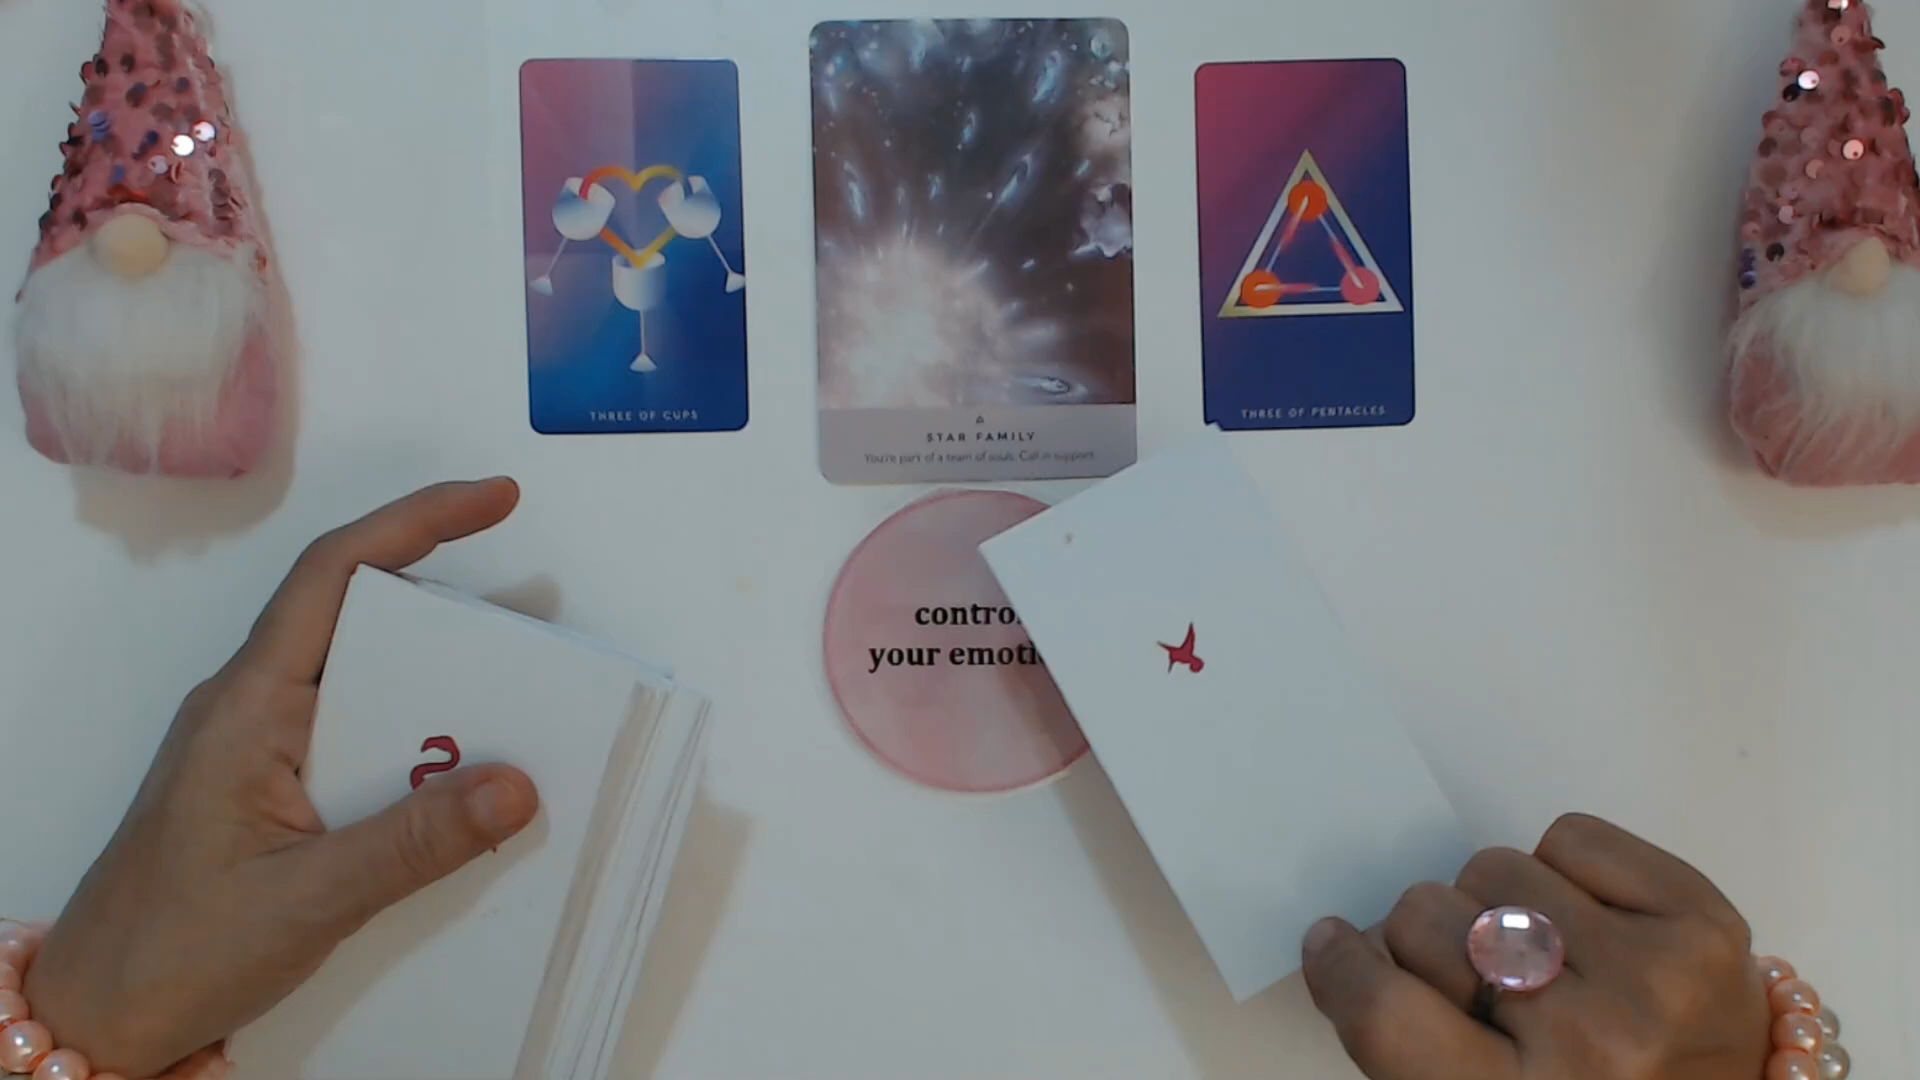 THREE OF CUPS
STAR FAMILY
You're part of a team of souls. Call in support.
THREE OF PENTACLES
contro
your emoti